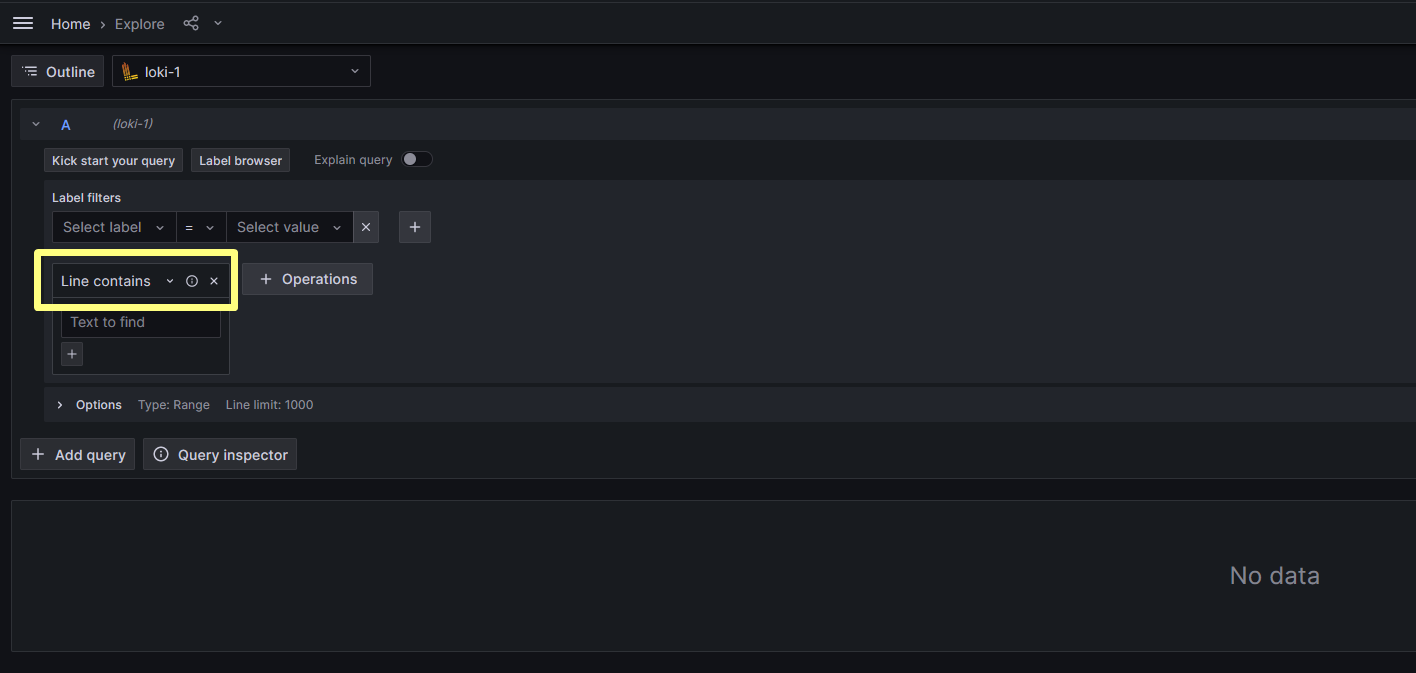 Home › Explore
Outline loki-1
A (loki-1)
Kick start your query Label browser Explain query
Label filters
Select label = Select value
Line contains + Operations
Text to find
+
Options Type: Range Line limit: 1000
+ Add query Query inspector
No data